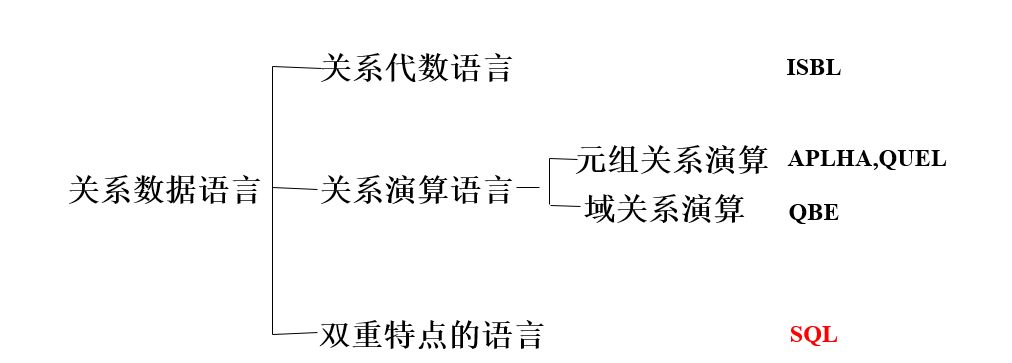 关系代数语言 ISBL
元组关系演算 APLHA,QUEL
关系数据语言 关系演算语言
域关系演算 QBE
双重特点的语言 SQL